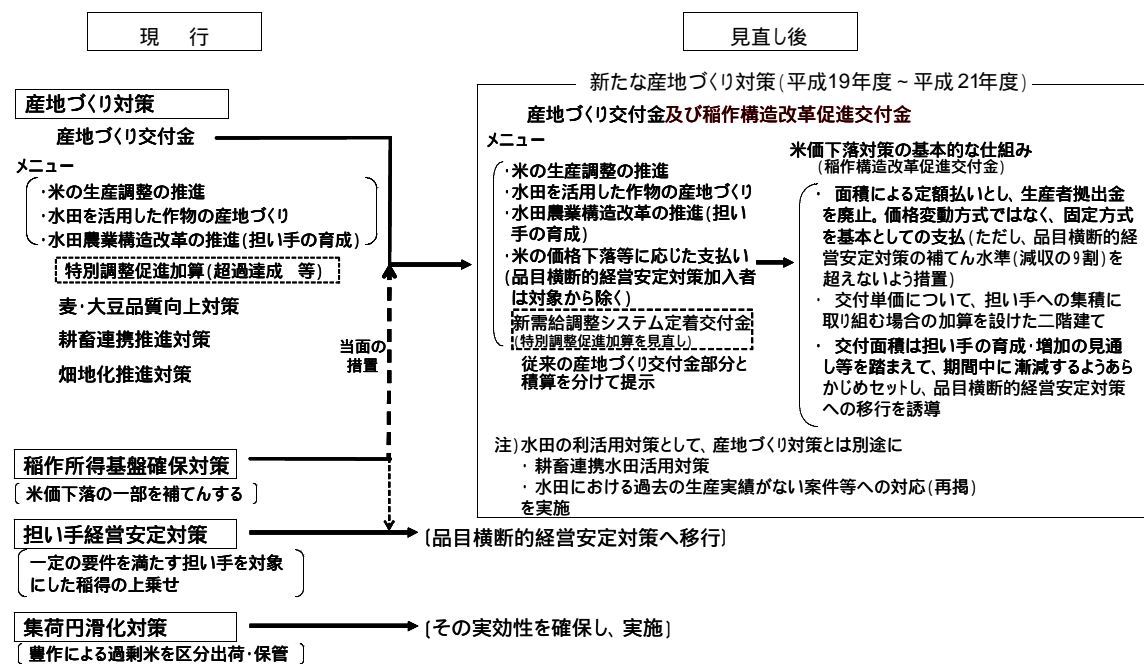 現 行
見直し後
産地づくり対策
産地づくり交付金
メニュー
・米の生産調整の推進
・水田を活用した作物の産地づくり
・水田農業構造改革の推進(担い手の育成)
特別調整促進加算(超過達成 等)
麦・大豆品質向上対策
耕畜連携推進対策
畑地化推進対策
当面の
措置
稲作所得基盤確保対策
〔米価下落の一部を補てんする〕
担い手経営安定対策
一定の要件を満たす担い手を対象
にした稲得の上乗せ
集荷円滑化対策
〔豊作による過剰米を区分出荷・保管〕
新たな産地づくり対策(平成19年度~平成21年度)
産地づくり交付金及び稲作構造改革促進交付金
メニュー
・米の生産調整の推進
・水田を活用した作物の産地づくり
・水田農業構造改革の推進(担い
手の育成)
・米の価格下落等に応じた支払い
(品目横断的経営安定対策加入者
は対象から除く)
新需給調整システム定着交付金
(特別調整促進加算を見直し)
従来の産地づくり交付金部分と
積算を分けて提示
米価下落対策の基本的な仕組み
(稲作構造改革促進交付金)
・ 面積による定額払いとし、生産者拠出金
を廃止。価格変動方式ではなく、固定方式
を基本としての支払(ただし、品目横断的経
営安定対策の補てん水準(減収の9割)を
超えないよう措置)
・ 交付単価について、担い手への集積に
取り組む場合の加算を設けた二階建て
・ 交付面積は担い手の育成・増加の見通
し等を踏まえて、期間中に漸減するようあら
かじめセットし、品目横断的経営安定対策
への移行を誘導
注)水田の利活用対策として、産地づくり対策とは別途に
・ 耕畜連携水田活用対策
・ 水田における過去の生産実績がない案件等への対応(再掲)
を実施
〔品目横断的経営安定対策へ移行〕
〔その実効性を確保し、実施〕